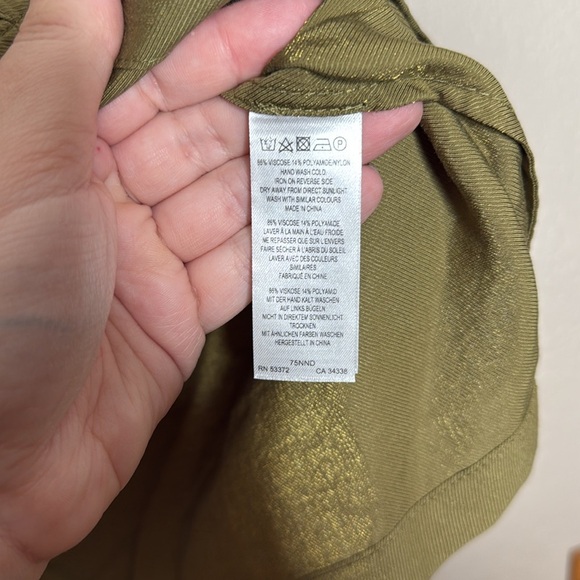 86% VISCOSE 14% POLYAMIDE/NYLON
HAND WASH COLD
IRON ON REVERSE SIDE
DRY AWAY FROM DIRECT SUNLIGHT
WASH WITH SIMILAR COLOURS
MADE IN CHINA
86% VISCOSE 14% POLYAMIDE
LAVER À LA MAIN À L'EAU FROIDE
NE REPASSER QUE SUR L'ENVERS
FAIRE SÉCHER À L'ABRIS DU SOLEIL
LAVER AVEC DES COULEURS
SIMILAIRES
FABRIQUÉ EN CHINE
86% VISKOSE 14% POLYAMID
MIT DER HAND KALT WASCHEN
AUF LINKS BÜGELN
NICHT IN DIREKTEM SONNENLICHT
TROCKNEN
MIT ÄHNLICHEN FARBEN WASCHEN
HERGESTELLT IN CHINA
75NND
RN 53372 CA 34336